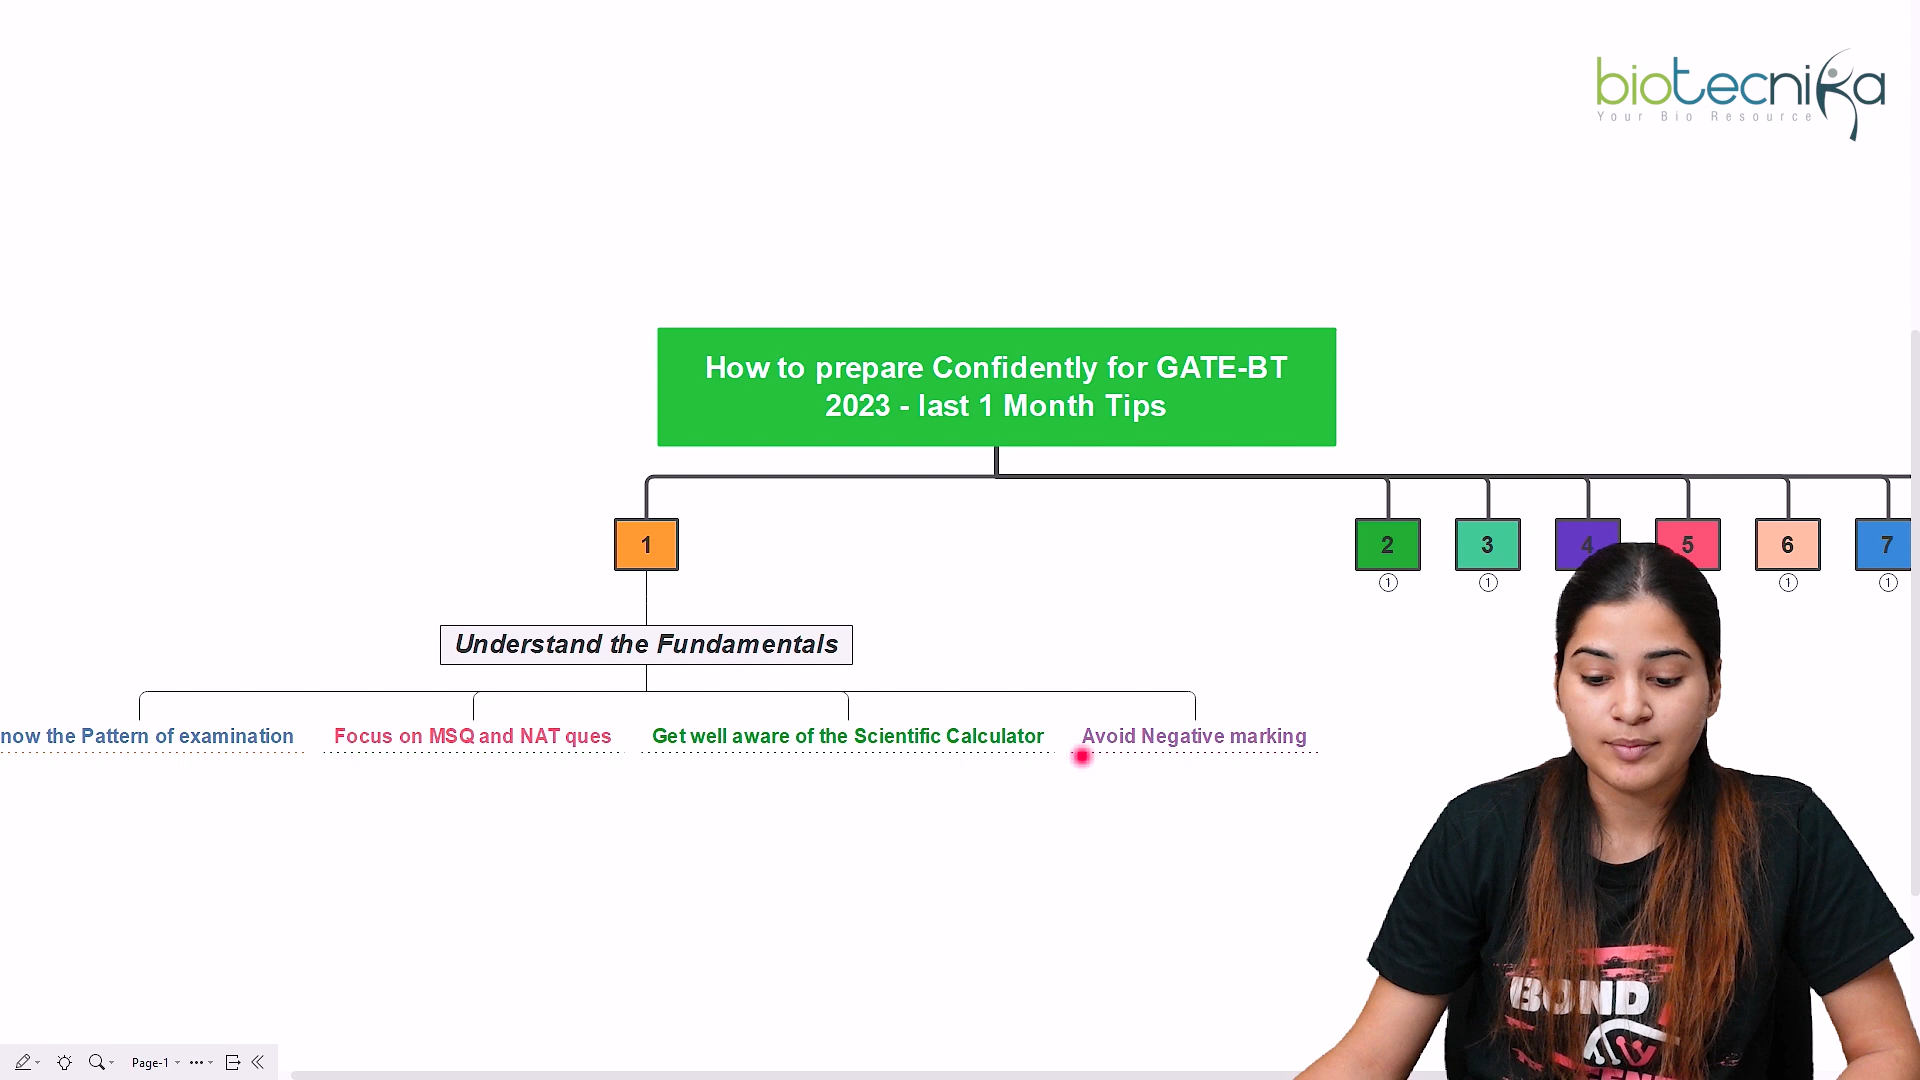 biotecnika
Your Bio Resource
How to prepare Confidently for GATE-BT
2023 - last 1 Month Tips
1
2
3
4
5
6
7
1
1
1
1
Understand the Fundamentals
now the Pattern of examination
Focus on MSQ and NAT ques
Get well aware of the Scientific Calculator
Avoid Negative marking
BOND
Page-1